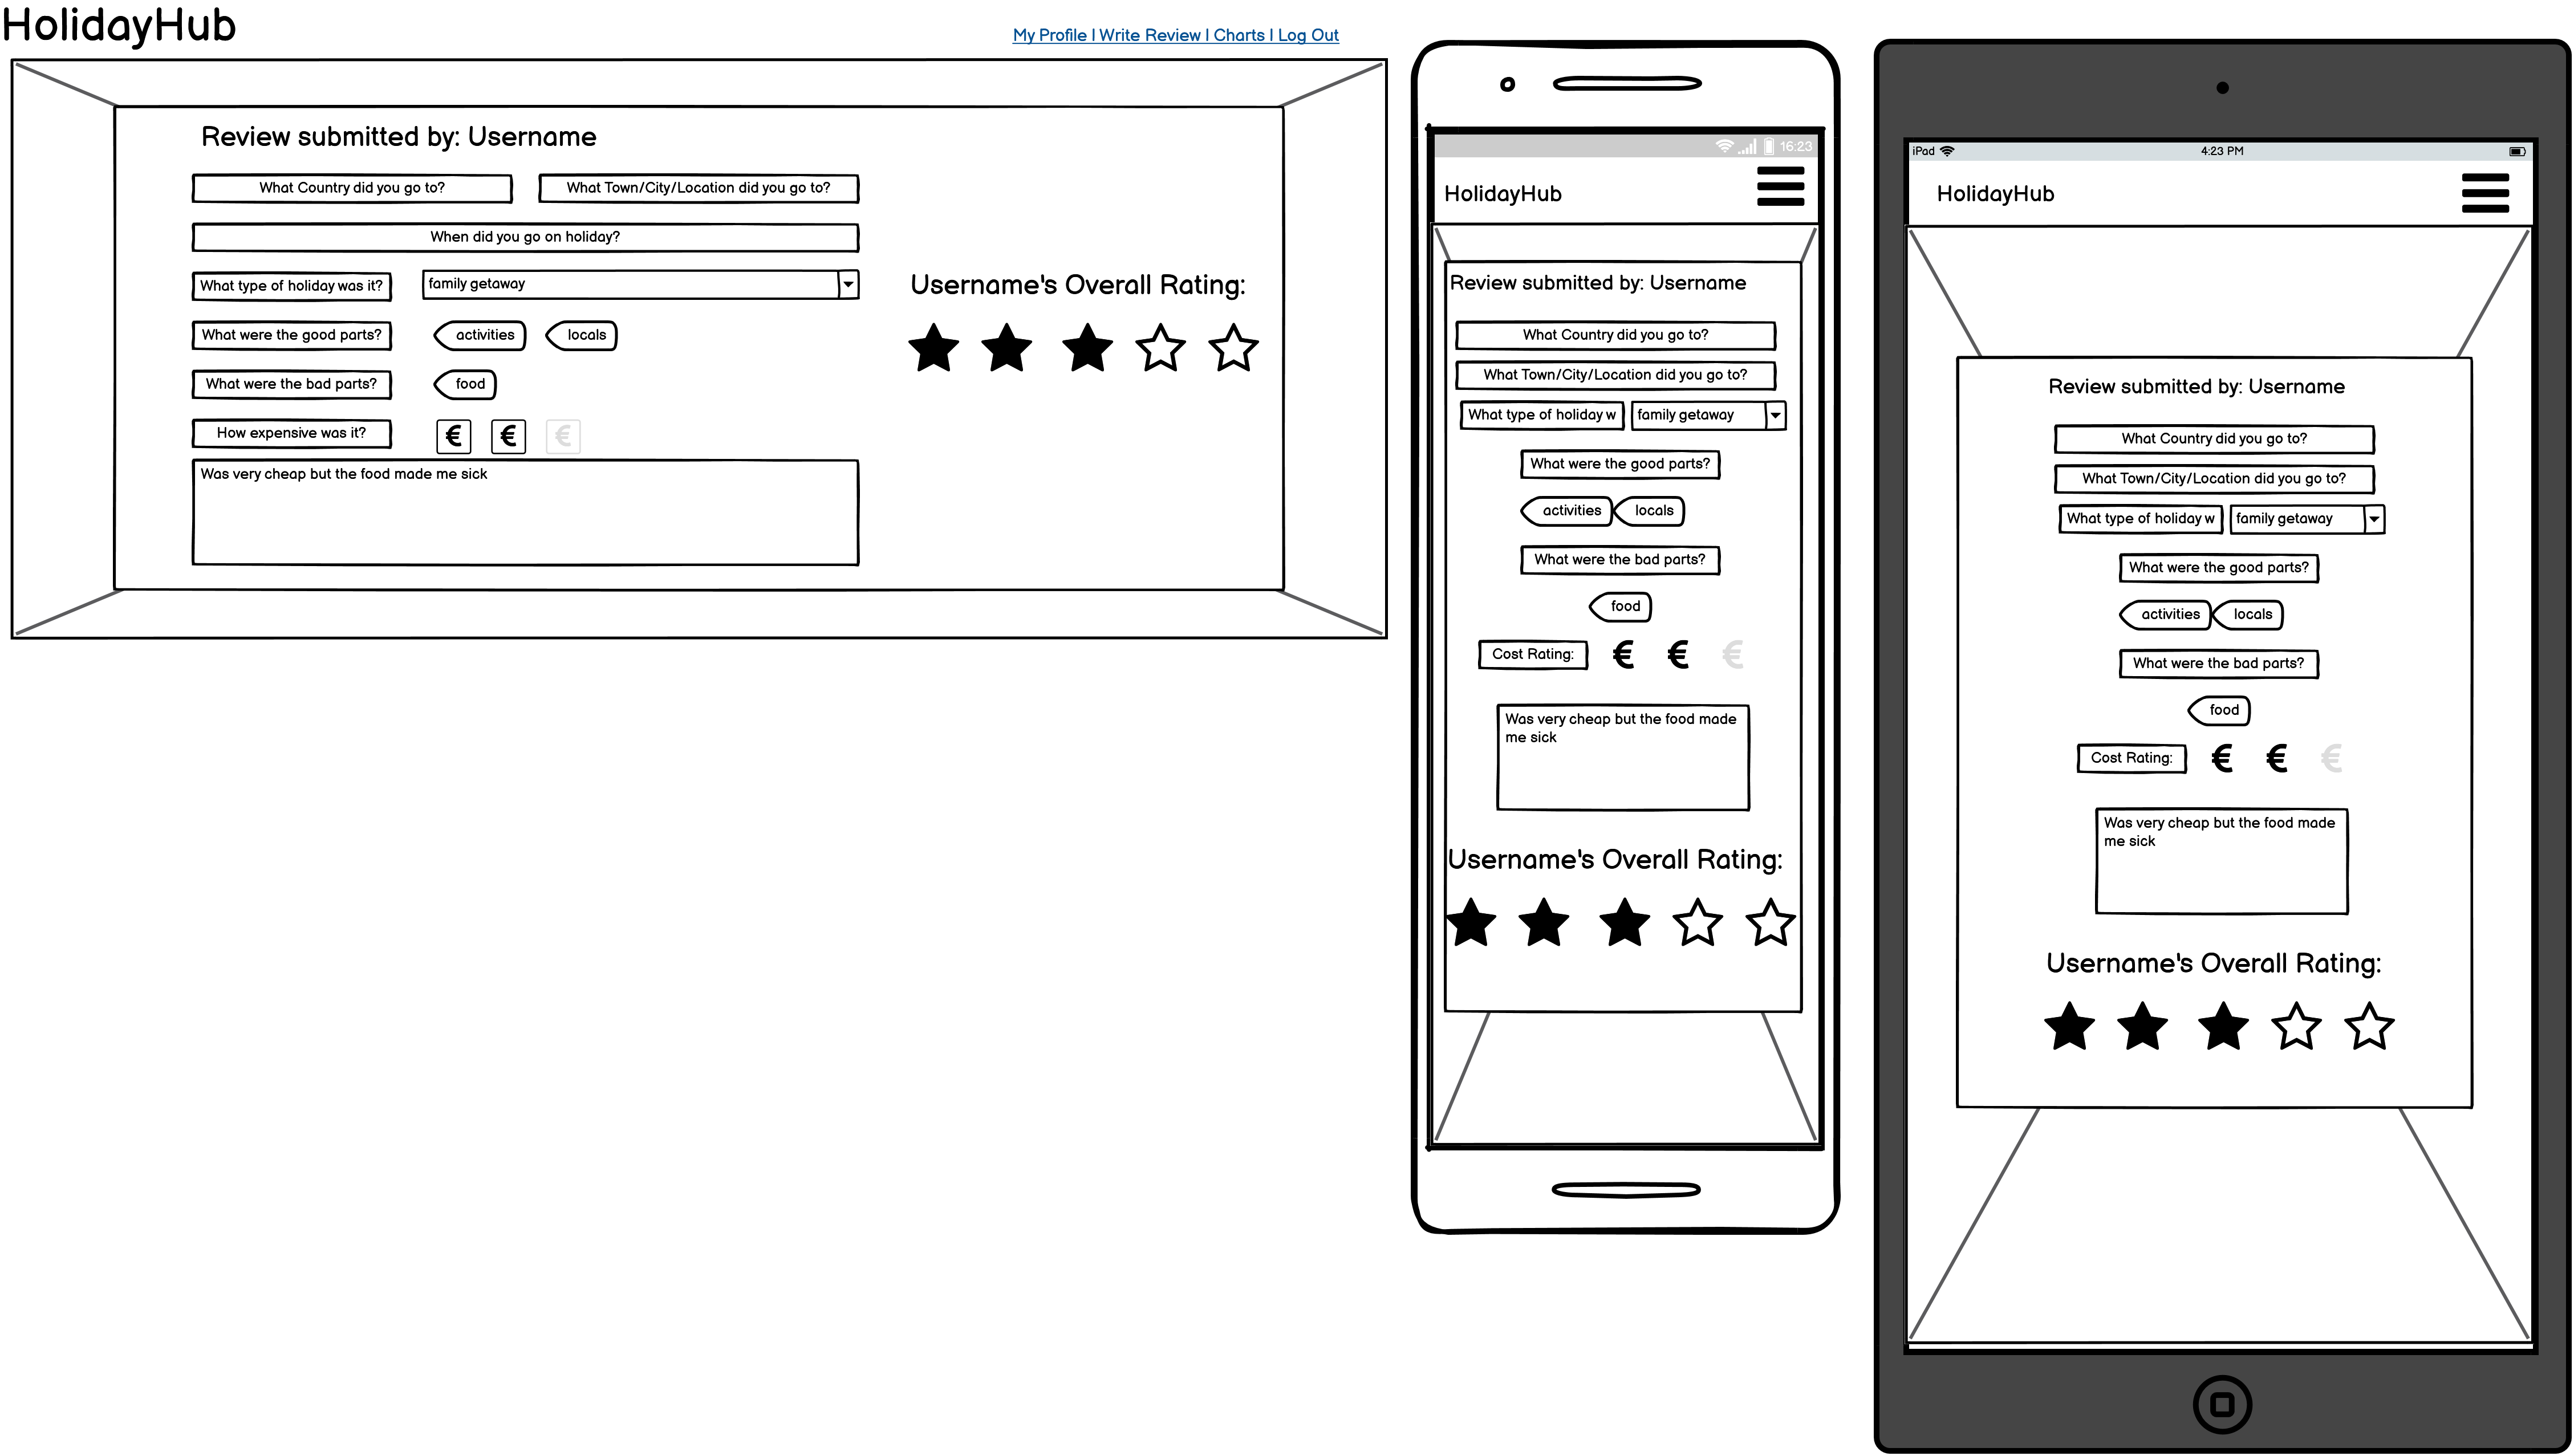 HolidayHub
My Profile | Write Review | Charts | Log Out
Review submitted by: Username
What Country did you go to?
What Town/City/Location did you go to?
When did you go on holiday?
What type of holiday was it?
family getaway
What were the good parts?
activities
locals
What were the bad parts?
food
How expensive was it?
€ € €
Was very cheap but the food made me sick
Username's Overall Rating:
16:23
HolidayHub
Review submitted by: Username
What Country did you go to?
What Town/City/Location did you go to?
What type of holiday w
family getaway
What were the good parts?
activities
locals
What were the bad parts?
food
Cost Rating:
€ € €
Was very cheap but the food made
me sick
Username's Overall Rating:
iPad
4:23 PM
HolidayHub
Review submitted by: Username
What Country did you go to?
What Town/City/Location did you go to?
What type of holiday w
family getaway
What were the good parts?
activities
locals
What were the bad parts?
food
Cost Rating:
€ € €
Was very cheap but the food made
me sick
Username's Overall Rating: